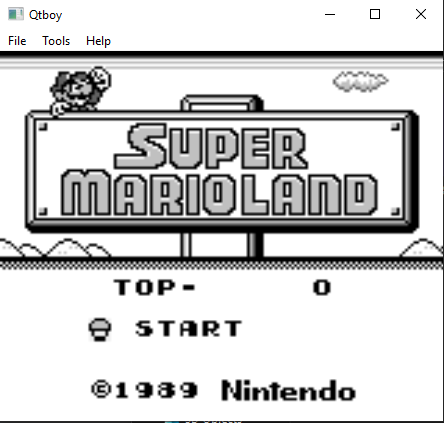 Qtboy
File Tools Help
SUPER
MARIOLAND
TOP- 0
START
©1989 Nintendo